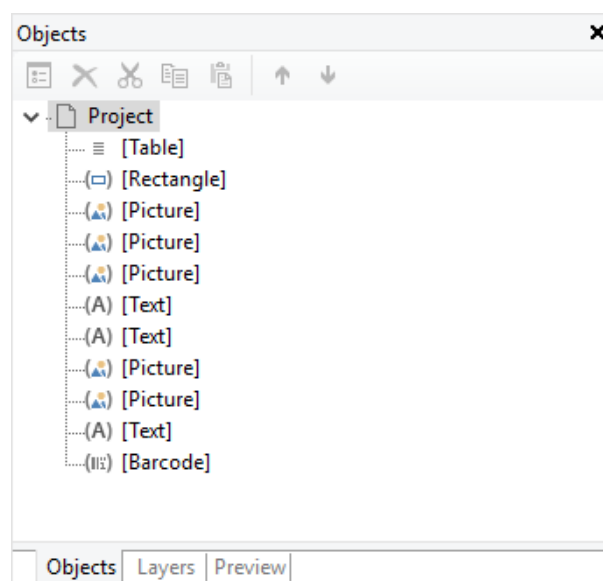 Objects
Project
[Table]
[Rectangle]
[Picture]
[Picture]
[Picture]
(A) [Text]
(A) [Text]
[Picture]
[Picture]
(A) [Text]
[Barcode]
Objects Layers Preview